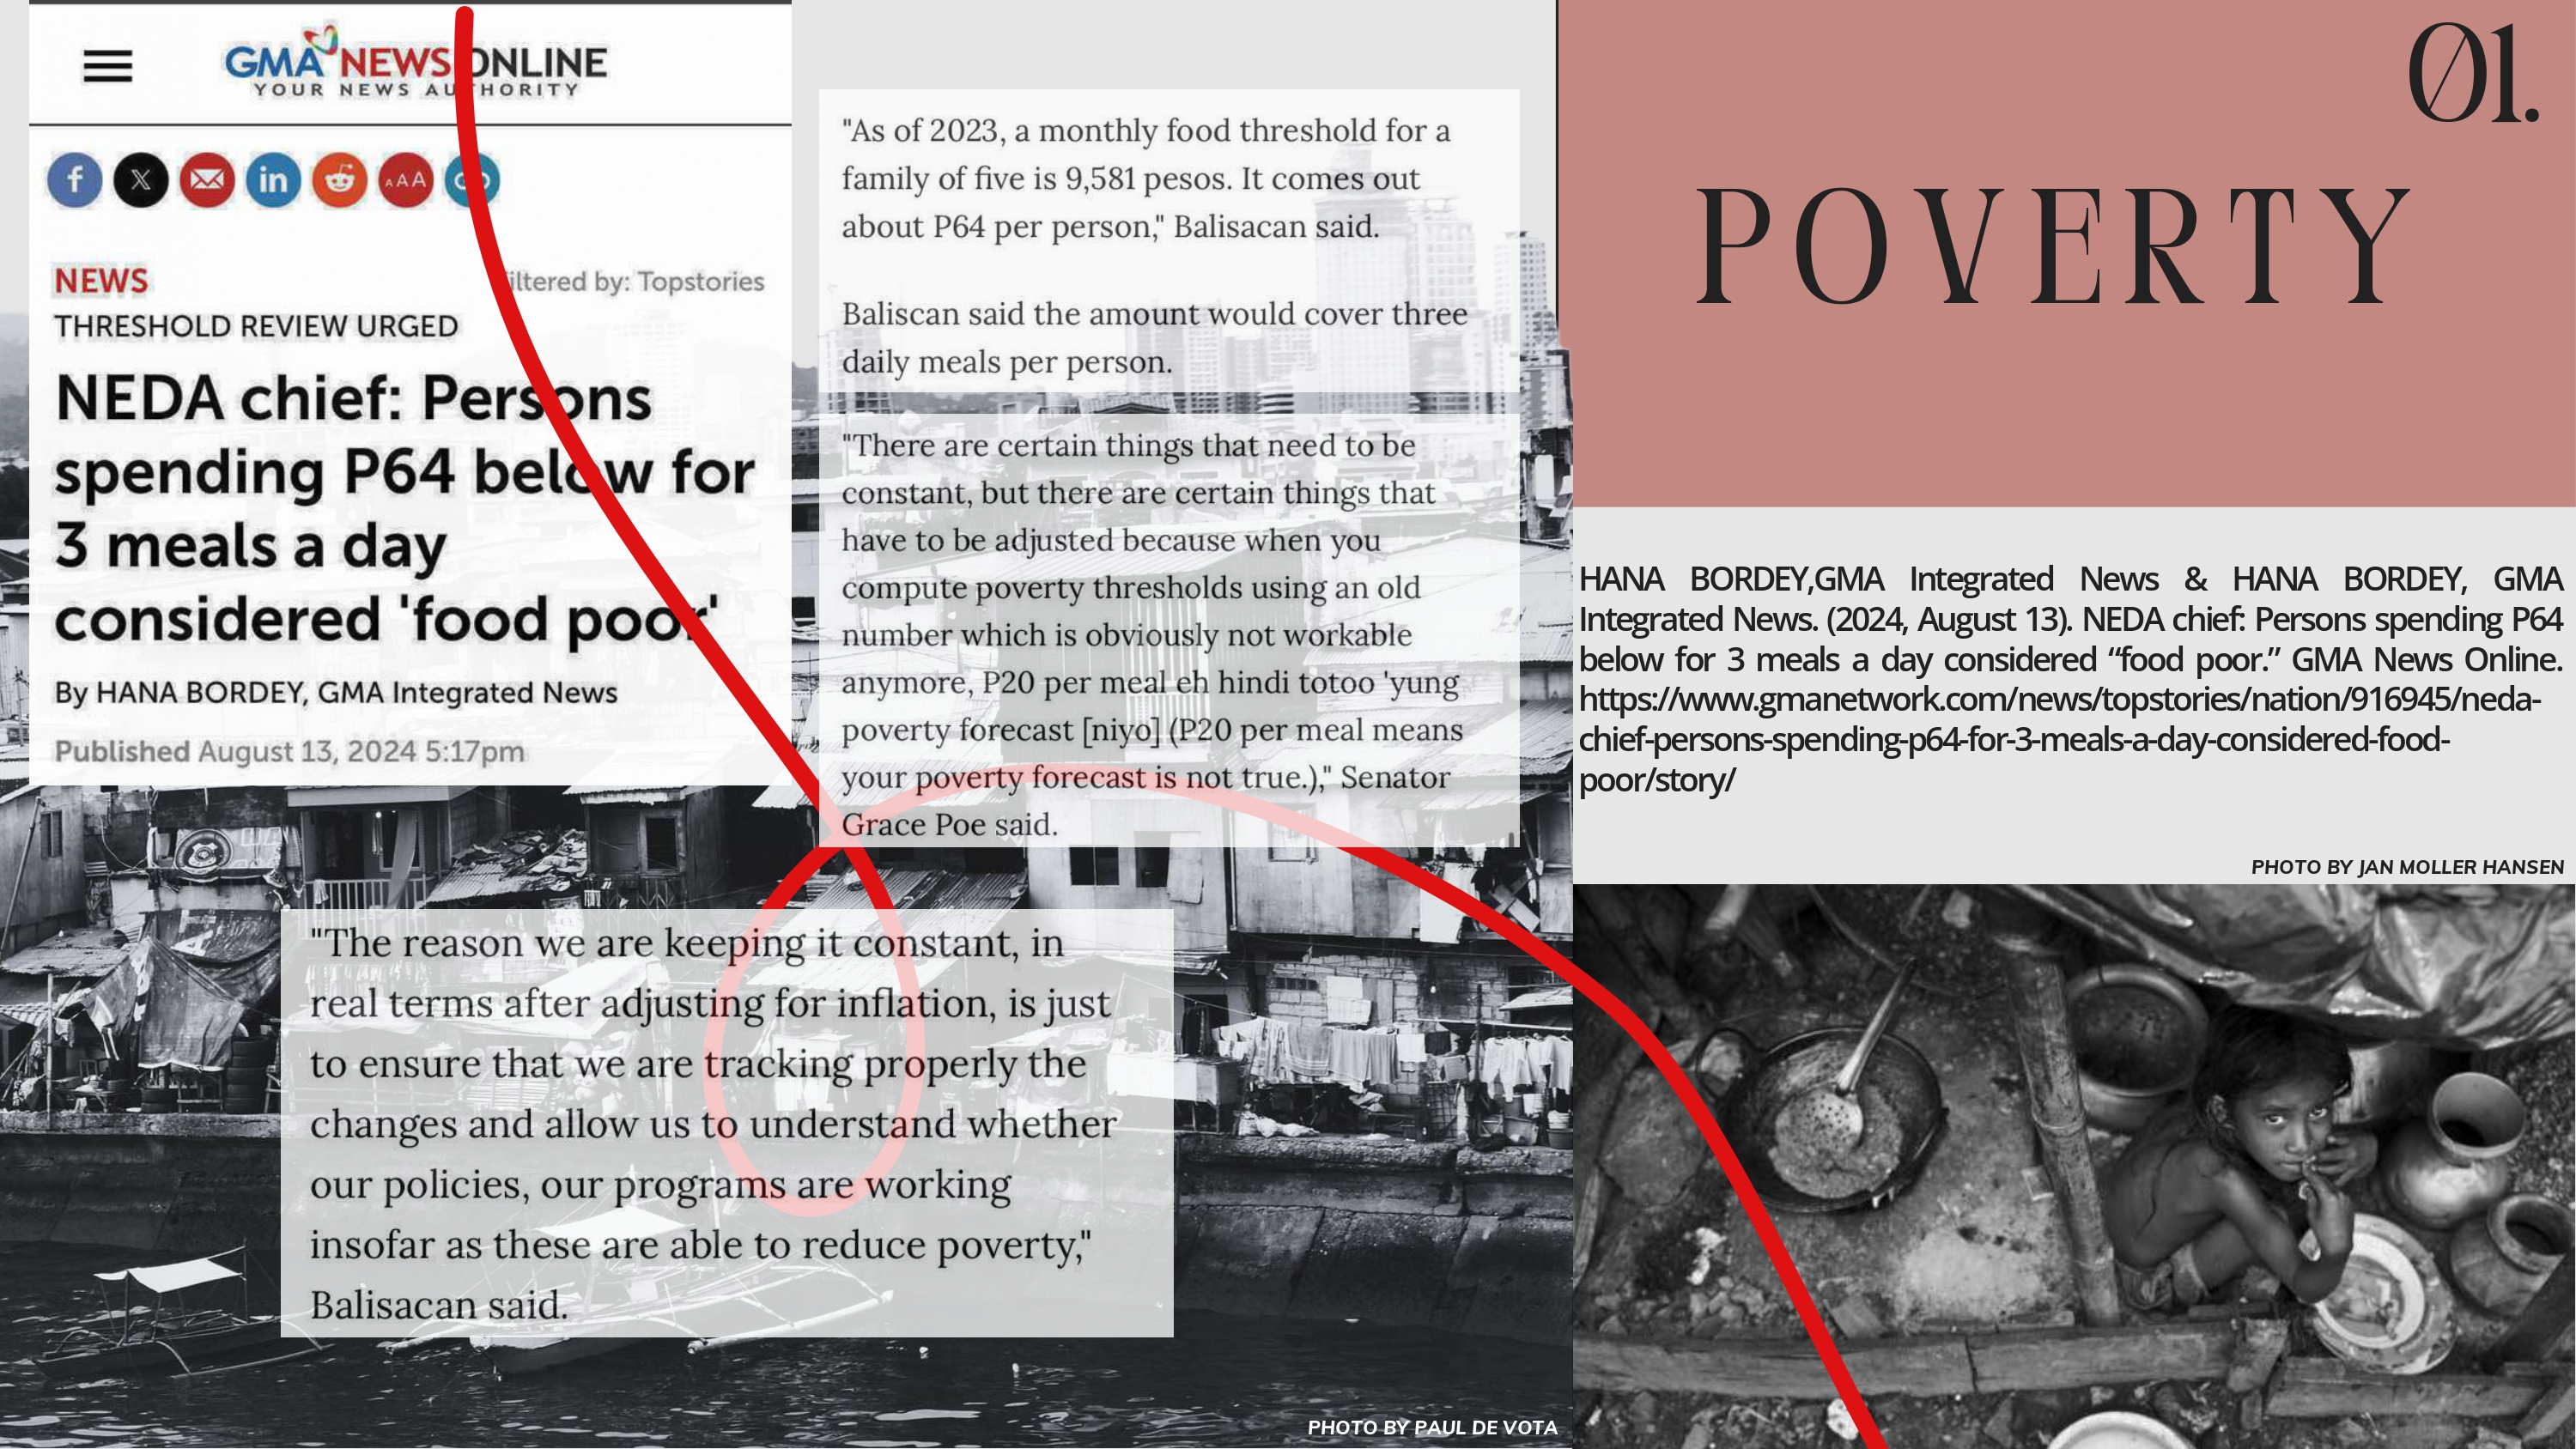 GMA NEWS ONLINE
YOUR NEWS AUTHORITY
f X in AAA
NEWS
iltered by: Topstories
THRESHOLD REVIEW URGED
NEDA chief: Persons
spending P64 below for
3 meals a day
considered 'food poor'
By HANA BORDEY, GMA Integrated News
Published August 13, 2024 5:17pm
"As of 2023, a monthly food threshold for a
family of five is 9,581 pesos. It comes out
about P64 per person," Balisacan said.
Baliscan said the amount would cover three
daily meals per person.
"There are certain things that need to be
constant, but there are certain things that
have to be adjusted because when you
compute poverty thresholds using an old
number which is obviously not workable
anymore, P20 per meal eh hindi totoo 'yung
poverty forecast [niyo] (P20 per meal means
your poverty forecast is not true.)," Senator
Grace Poe said.
"The reason we are keeping it constant, in
real terms after adjusting for inflation, is just
to ensure that we are tracking properly the
changes and allow us to understand whether
our policies, our programs are working
insofar as these are able to reduce poverty,"
Balisacan said.
PHOTO BY PAUL DE VOTA
01.
POVERTY
HANA BORDEY,GMA Integrated News & HANA BORDEY, GMA
Integrated News. (2024, August 13). NEDA chief: Persons spending P64
below for 3 meals a day considered “food poor.” GMA News Online.
https://www.gmanetwork.com/news/topstories/nation/916945/neda-
chief-persons-spending-p64-for-3-meals-a-day-considered-food-
poor/story/
PHOTO BY JAN MOLLER HANSEN